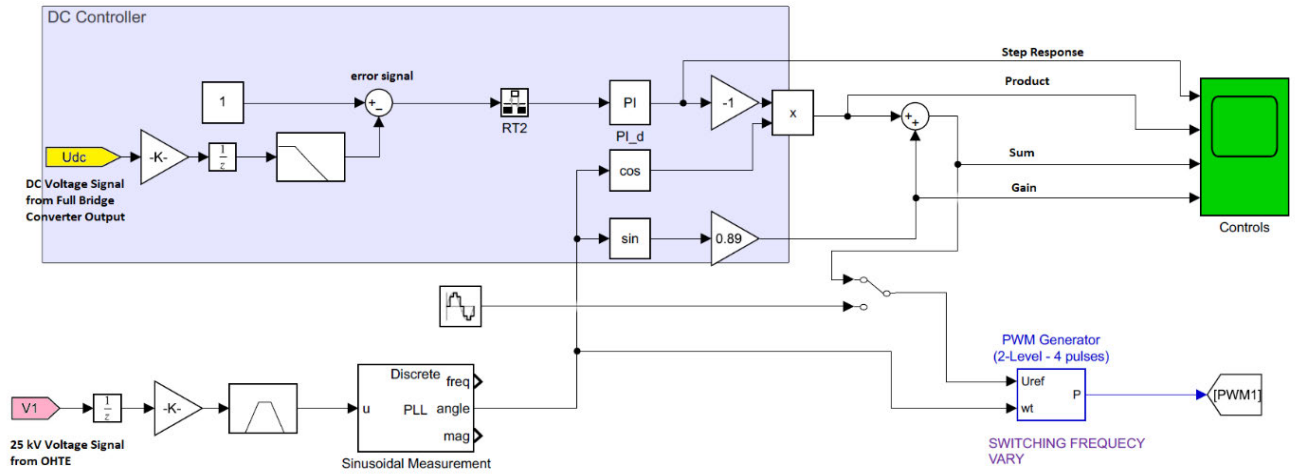 DC Controller
Step Response
error signal
Product
1
+
−
RT2
PI
PI_d
-1
x
+
+
Udc
-K-
1
z
cos
Sum
DC Voltage Signal
from Full Bridge
Converter Output
Gain
sin
0.89
Controls
PWM Generator
(2-Level - 4 pulses)
Discrete
freq
V1
1
z
-K-
u
PLL
angle
mag
Uref
wt
P
[PWM1]
25 kV Voltage Signal
from OHTE
Sinusoidal Measurement
SWITCHING FREQUECY
VARY